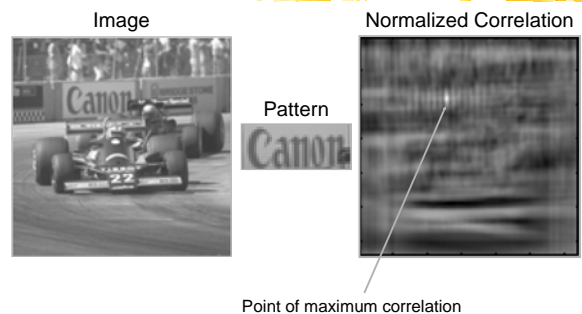 Image
Normalized Correlation
Pattern
Canon
22
Canon
Point of maximum correlation